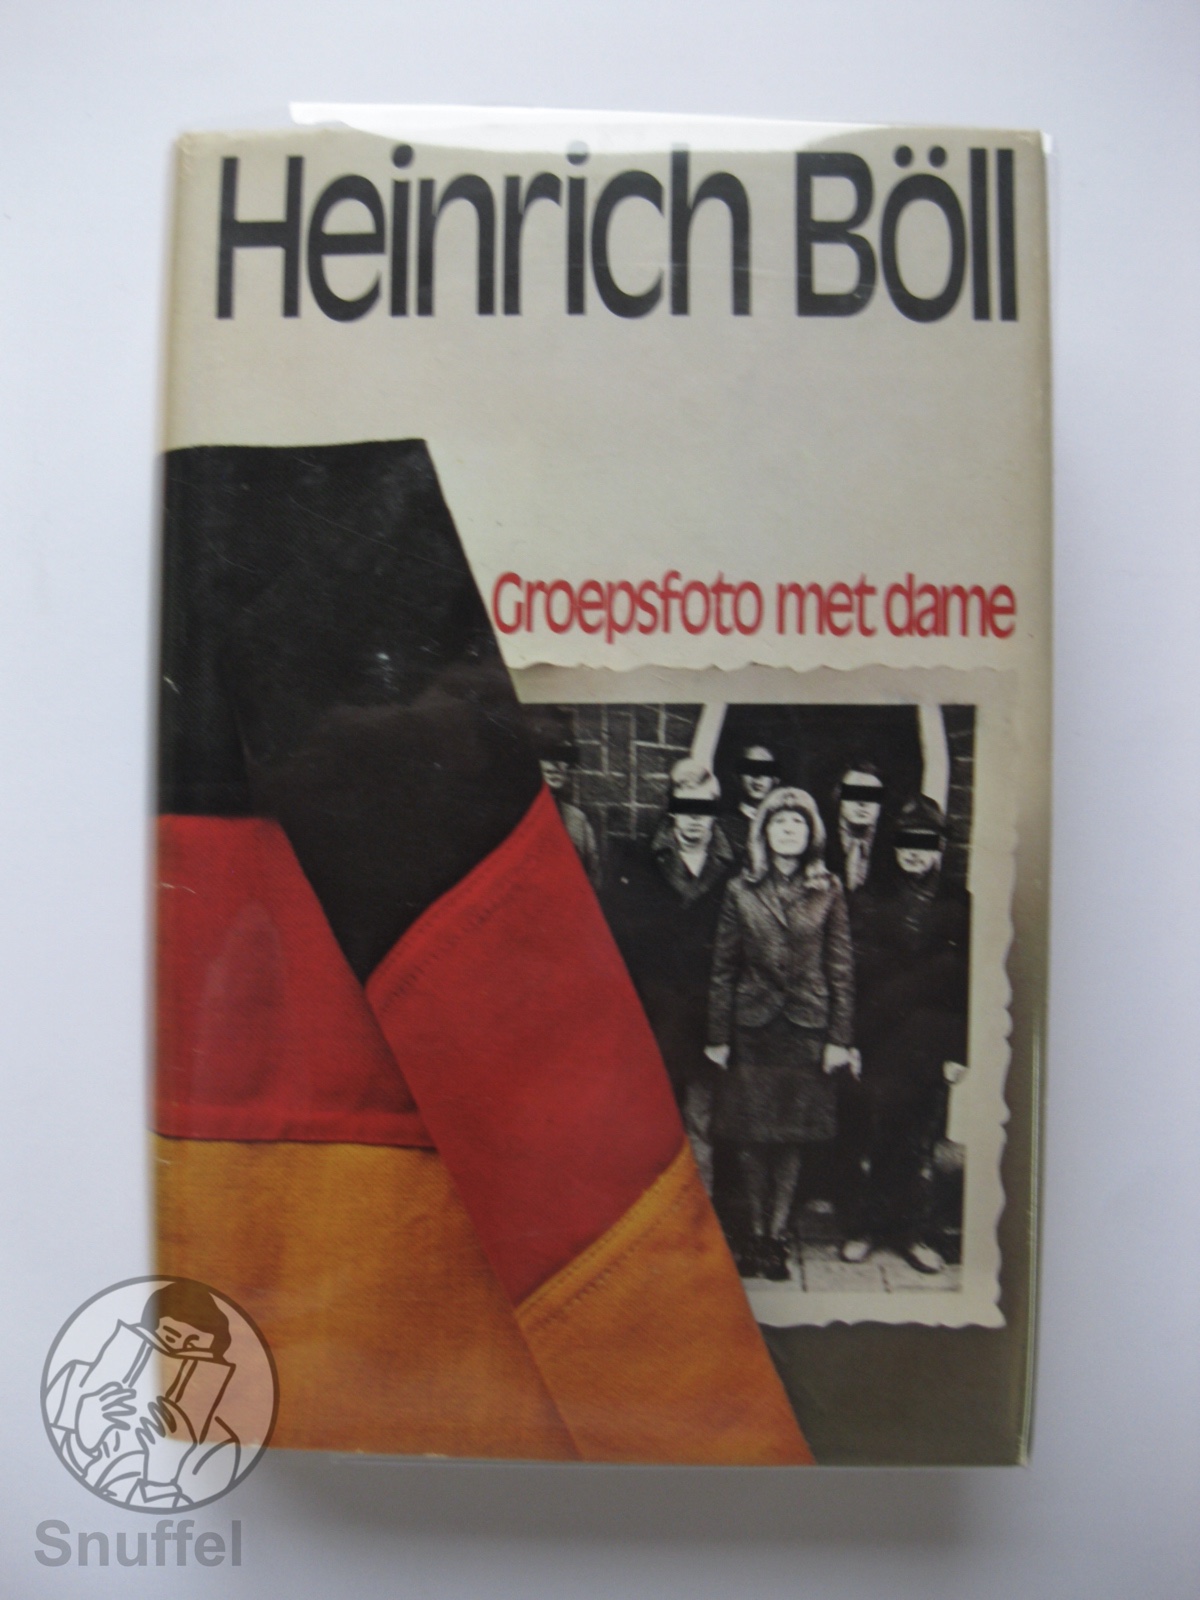 Heinrich Böll
Groepsfoto met dame
Snuffel